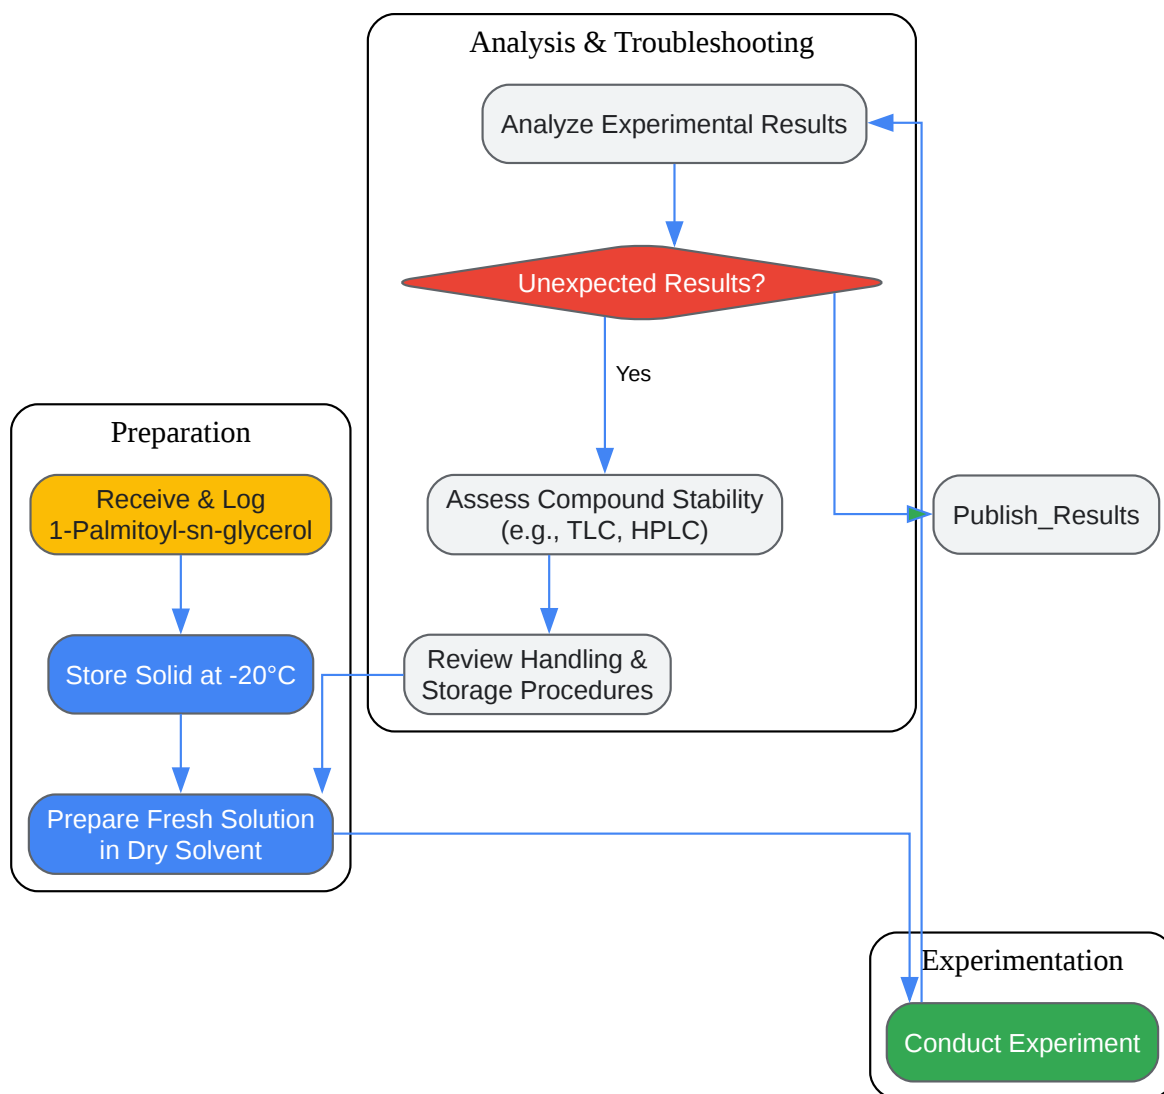 Analysis & Troubleshooting
Analyze Experimental Results
Unexpected Results?
Yes
Preparation
Receive & Log
1-Palmitoyl-sn-glycerol
Assess Compound Stability
(e.g., TLC, HPLC)
Publish_Results
Store Solid at -20°C
Review Handling &
Storage Procedures
Prepare Fresh Solution
in Dry Solvent
Experimentation
Conduct Experiment